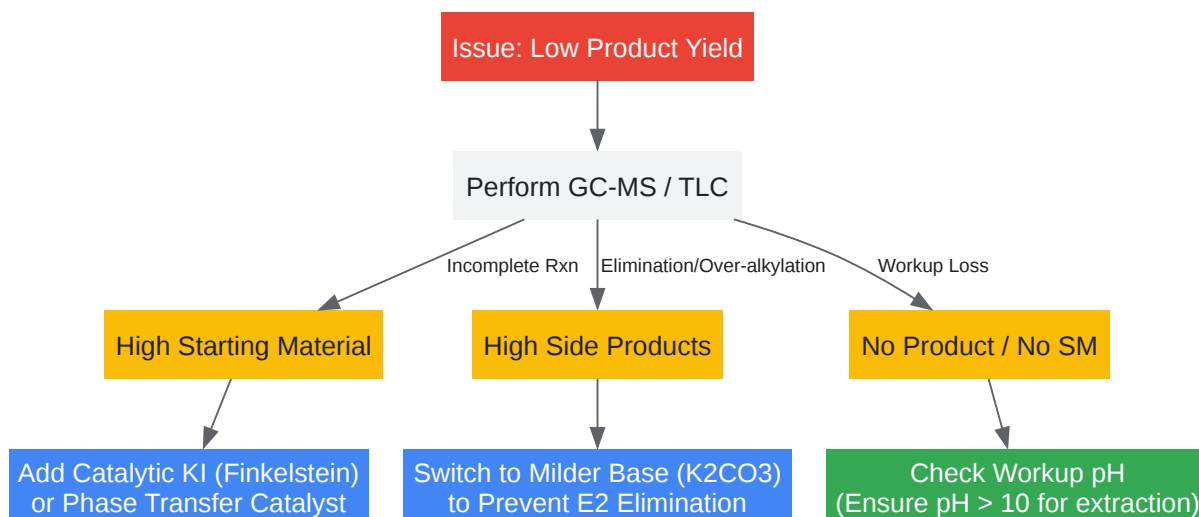 Issue: Low Product Yield
Perform GC-MS / TLC
Incomplete Rxn
Elimination/Over-alkylation
Workup Loss
High Starting Material
High Side Products
No Product / No SM
Add Catalytic KI (Finkelstein)
or Phase Transfer Catalyst
Switch to Milder Base (K2CO3)
to Prevent E2 Elimination
Check Workup pH
(Ensure pH > 10 for extraction)